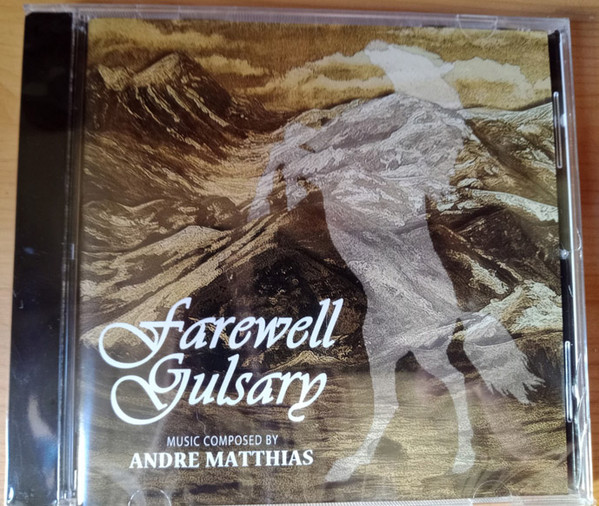 Farewell
Gulsary
MUSIC COMPOSED BY
ANDRE MATTHIAS